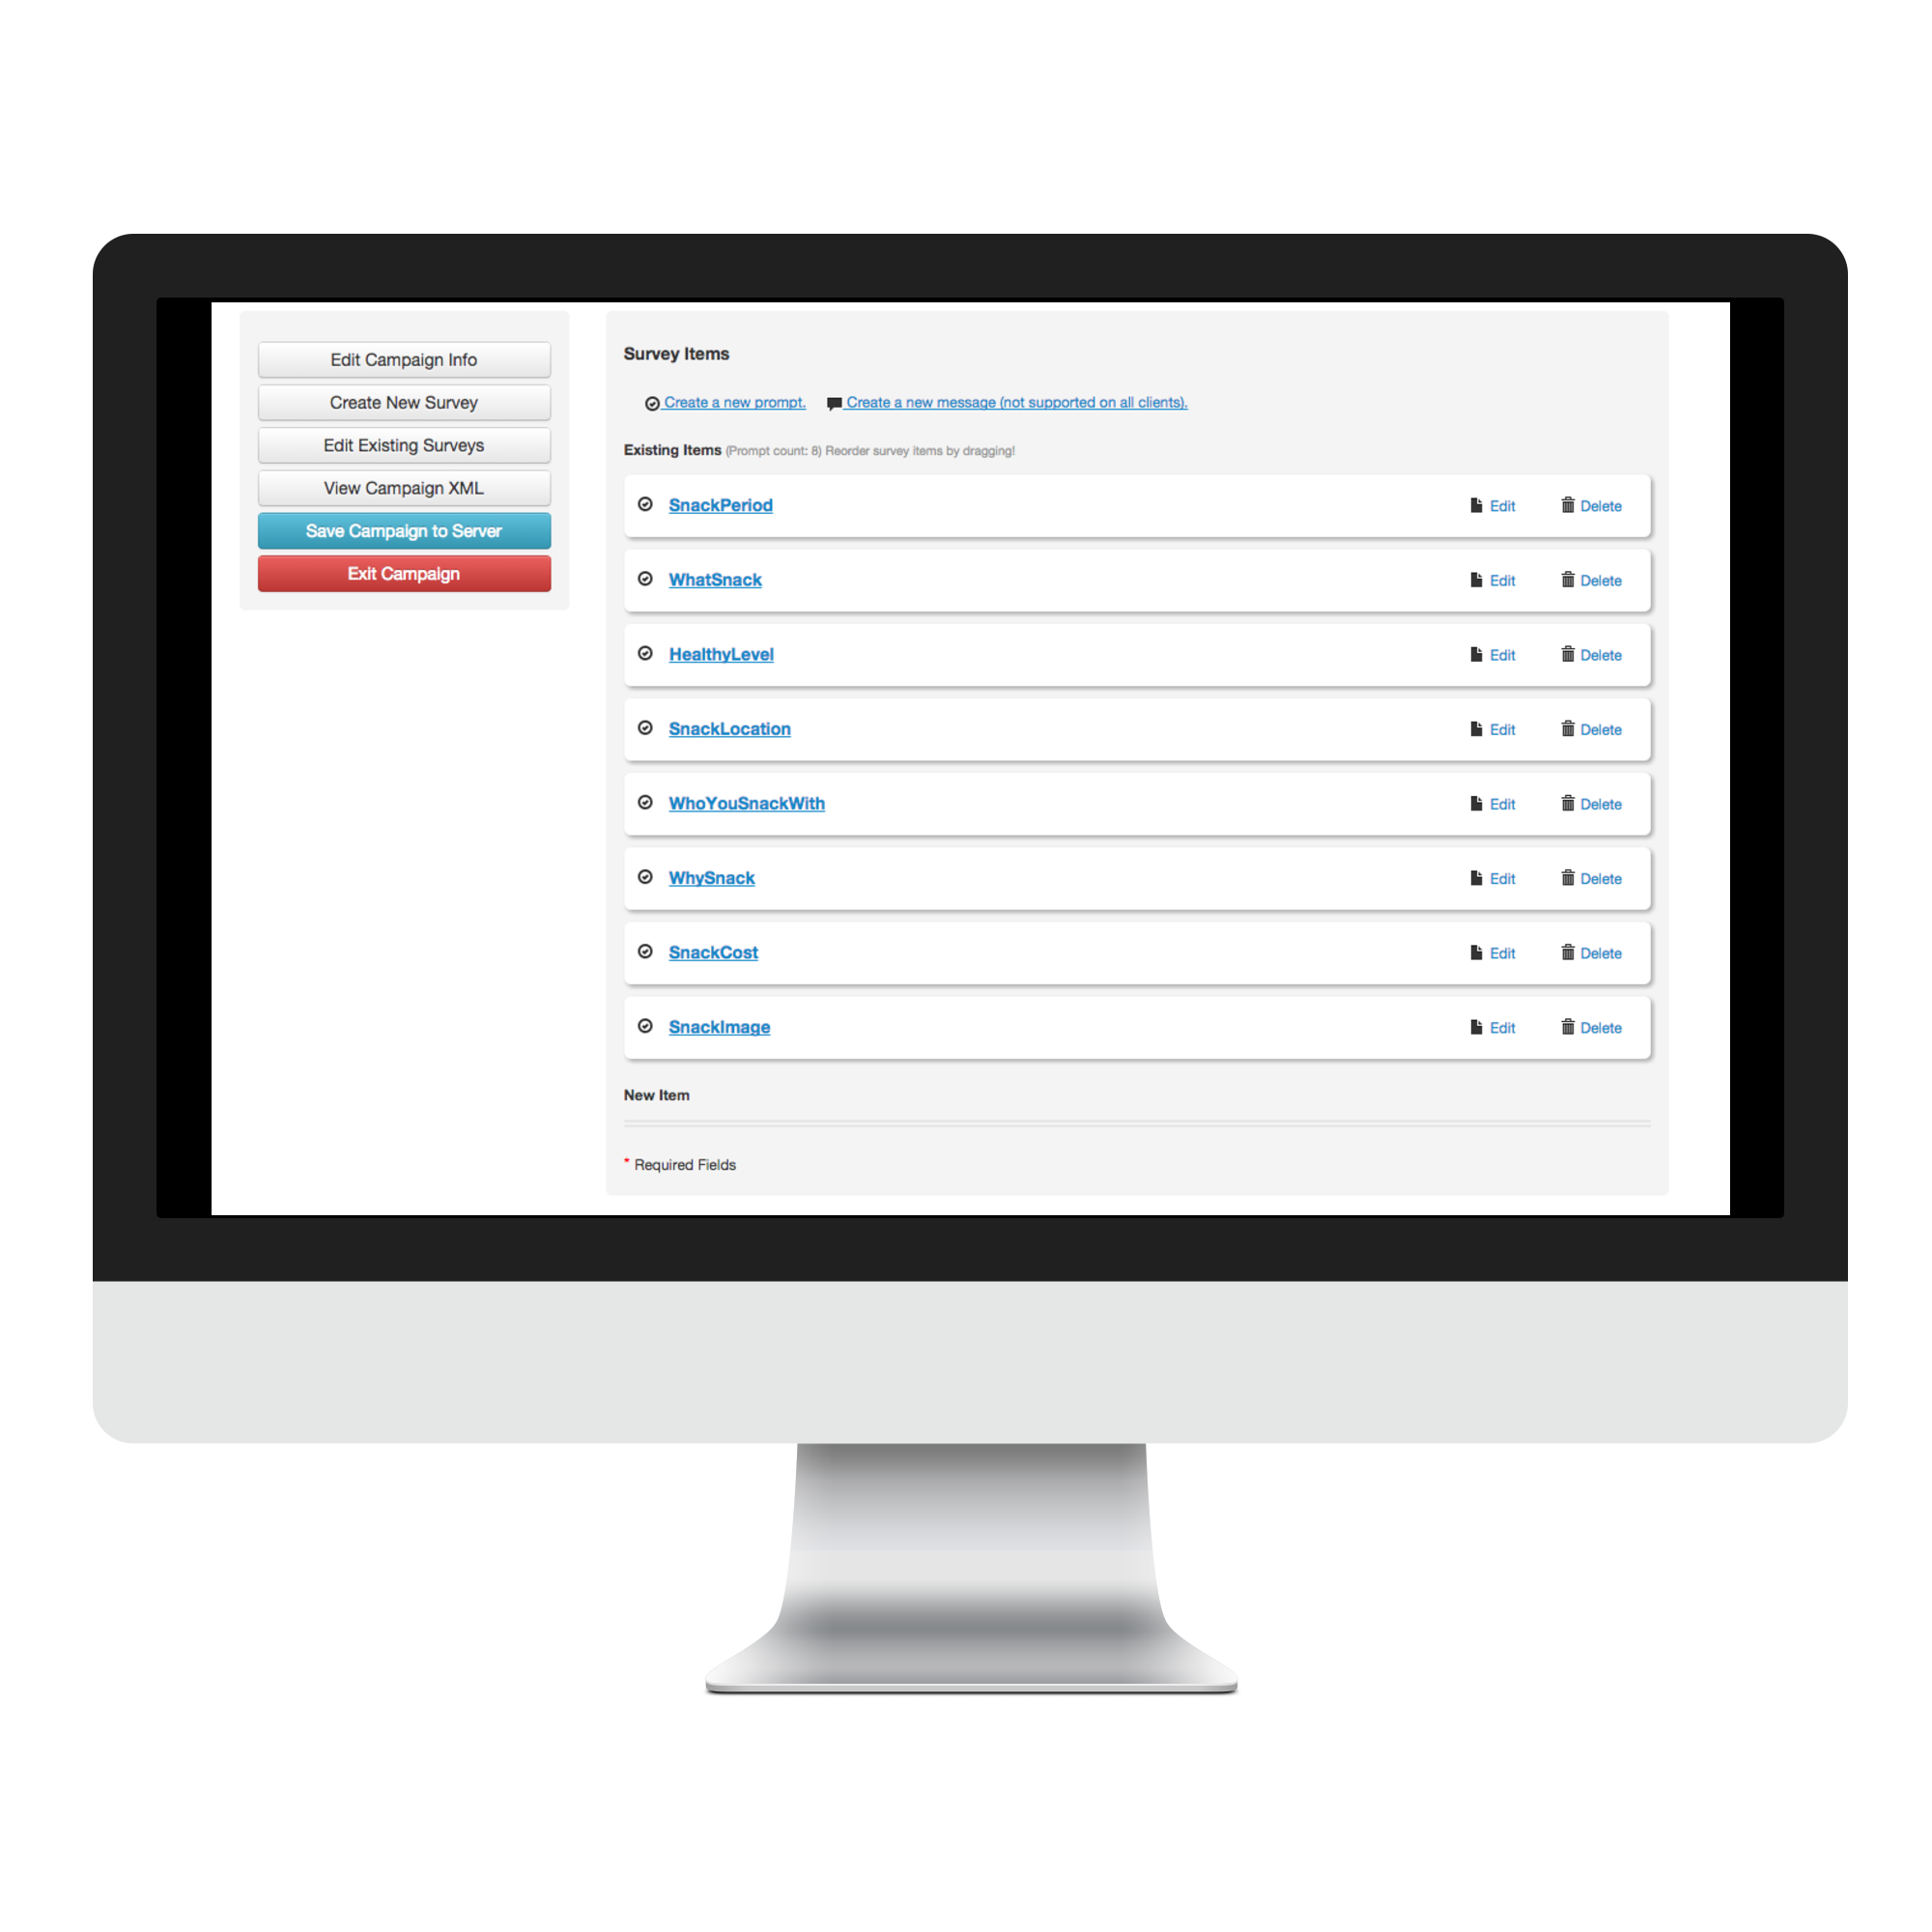 Edit Campaign Info
Create New Survey
Edit Existing Surveys
View Campaign XML
Save Campaign to Server
Exit Campaign
Survey Items
Create a new prompt. Create a new message (not supported on all clients).
Existing Items (Prompt count: 8) Reorder survey items by dragging!
SnackPeriod Edit Delete
WhatSnack Edit Delete
HealthyLevel Edit Delete
SnackLocation Edit Delete
WhoYouSnackWith Edit Delete
WhySnack Edit Delete
SnackCost Edit Delete
SnackImage Edit Delete
New Item
* Required Fields